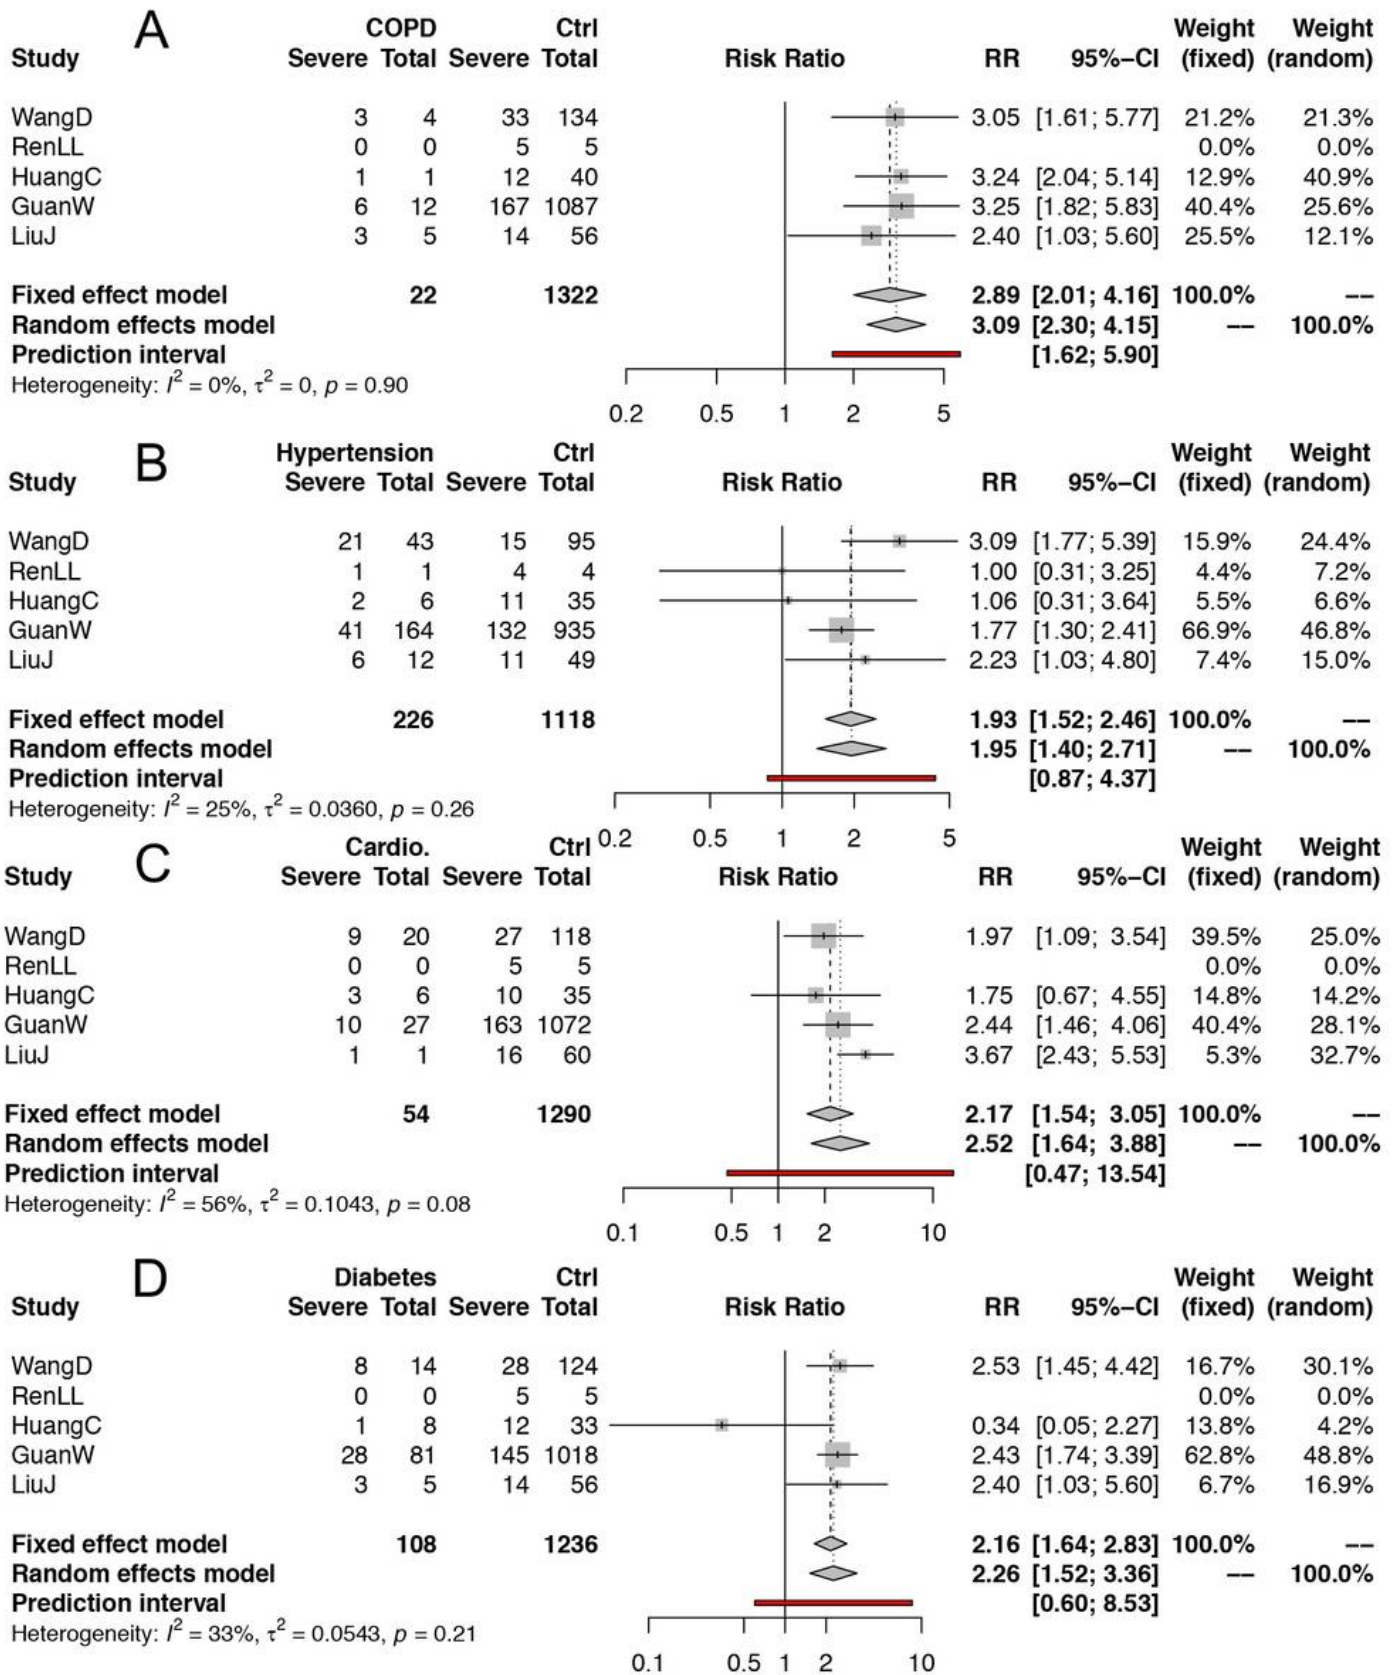 A COPD Ctrl Weight Weight
Study Severe Total Severe Total Risk Ratio RR 95%−CI (fixed) (random)
WangD 3 4 33 134 3.05 [1.61; 5.77] 21.2% 21.3%
RenLL 0 0 5 5 0.0% 0.0%
HuangC 1 1 12 40 3.24 [2.04; 5.14] 12.9% 40.9%
GuanW 6 12 167 1087 3.25 [1.82; 5.83] 40.4% 25.6%
LiuJ 3 5 14 56 2.40 [1.03; 5.60] 25.5% 12.1%
Fixed effect model 22 1322 2.89 [2.01; 4.16] 100.0% −−
Random effects model 3.09 [2.30; 4.15] −− 100.0%
Prediction interval [1.62; 5.90]
Heterogeneity: I² = 0%, τ² = 0, p = 0.90
0.2 0.5 1 2 5
B Hypertension Ctrl Weight Weight
Study Severe Total Severe Total Risk Ratio RR 95%−CI (fixed) (random)
WangD 21 43 15 95 3.09 [1.77; 5.39] 15.9% 24.4%
RenLL 1 1 4 4 1.00 [0.31; 3.25] 4.4% 7.2%
HuangC 2 6 11 35 1.06 [0.31; 3.64] 5.5% 6.6%
GuanW 41 164 132 935 1.77 [1.30; 2.41] 66.9% 46.8%
LiuJ 6 12 11 49 2.23 [1.03; 4.80] 7.4% 15.0%
Fixed effect model 226 1118 1.93 [1.52; 2.46] 100.0% −−
Random effects model 1.95 [1.40; 2.71] −− 100.0%
Prediction interval [0.87; 4.37]
Heterogeneity: I² = 25%, τ² = 0.0360, p = 0.26
0.2 0.5 1 2 5
C Cardio. Ctrl Weight Weight
Study Severe Total Severe Total Risk Ratio RR 95%−CI (fixed) (random)
WangD 9 20 27 118 1.97 [1.09; 3.54] 39.5% 25.0%
RenLL 0 0 5 5 0.0% 0.0%
HuangC 3 6 10 35 1.75 [0.67; 4.55] 14.8% 14.2%
GuanW 10 27 163 1072 2.44 [1.46; 4.06] 40.4% 28.1%
LiuJ 1 1 16 60 3.67 [2.43; 5.53] 5.3% 32.7%
Fixed effect model 54 1290 2.17 [1.54; 3.05] 100.0% −−
Random effects model 2.52 [1.64; 3.88] −− 100.0%
Prediction interval [0.47; 13.54]
Heterogeneity: I² = 56%, τ² = 0.1043, p = 0.08
0.1 0.5 1 2 10
D Diabetes Ctrl Weight Weight
Study Severe Total Severe Total Risk Ratio RR 95%−CI (fixed) (random)
WangD 8 14 28 124 2.53 [1.45; 4.42] 16.7% 30.1%
RenLL 0 0 5 5 0.0% 0.0%
HuangC 1 8 12 33 0.34 [0.05; 2.27] 13.8% 4.2%
GuanW 28 81 145 1018 2.43 [1.74; 3.39] 62.8% 48.8%
LiuJ 3 5 14 56 2.40 [1.03; 5.60] 6.7% 16.9%
Fixed effect model 108 1236 2.16 [1.64; 2.83] 100.0% −−
Random effects model 2.26 [1.52; 3.36] −− 100.0%
Prediction interval [0.60; 8.53]
Heterogeneity: I² = 33%, τ² = 0.0543, p = 0.21
0.1 0.5 1 2 10